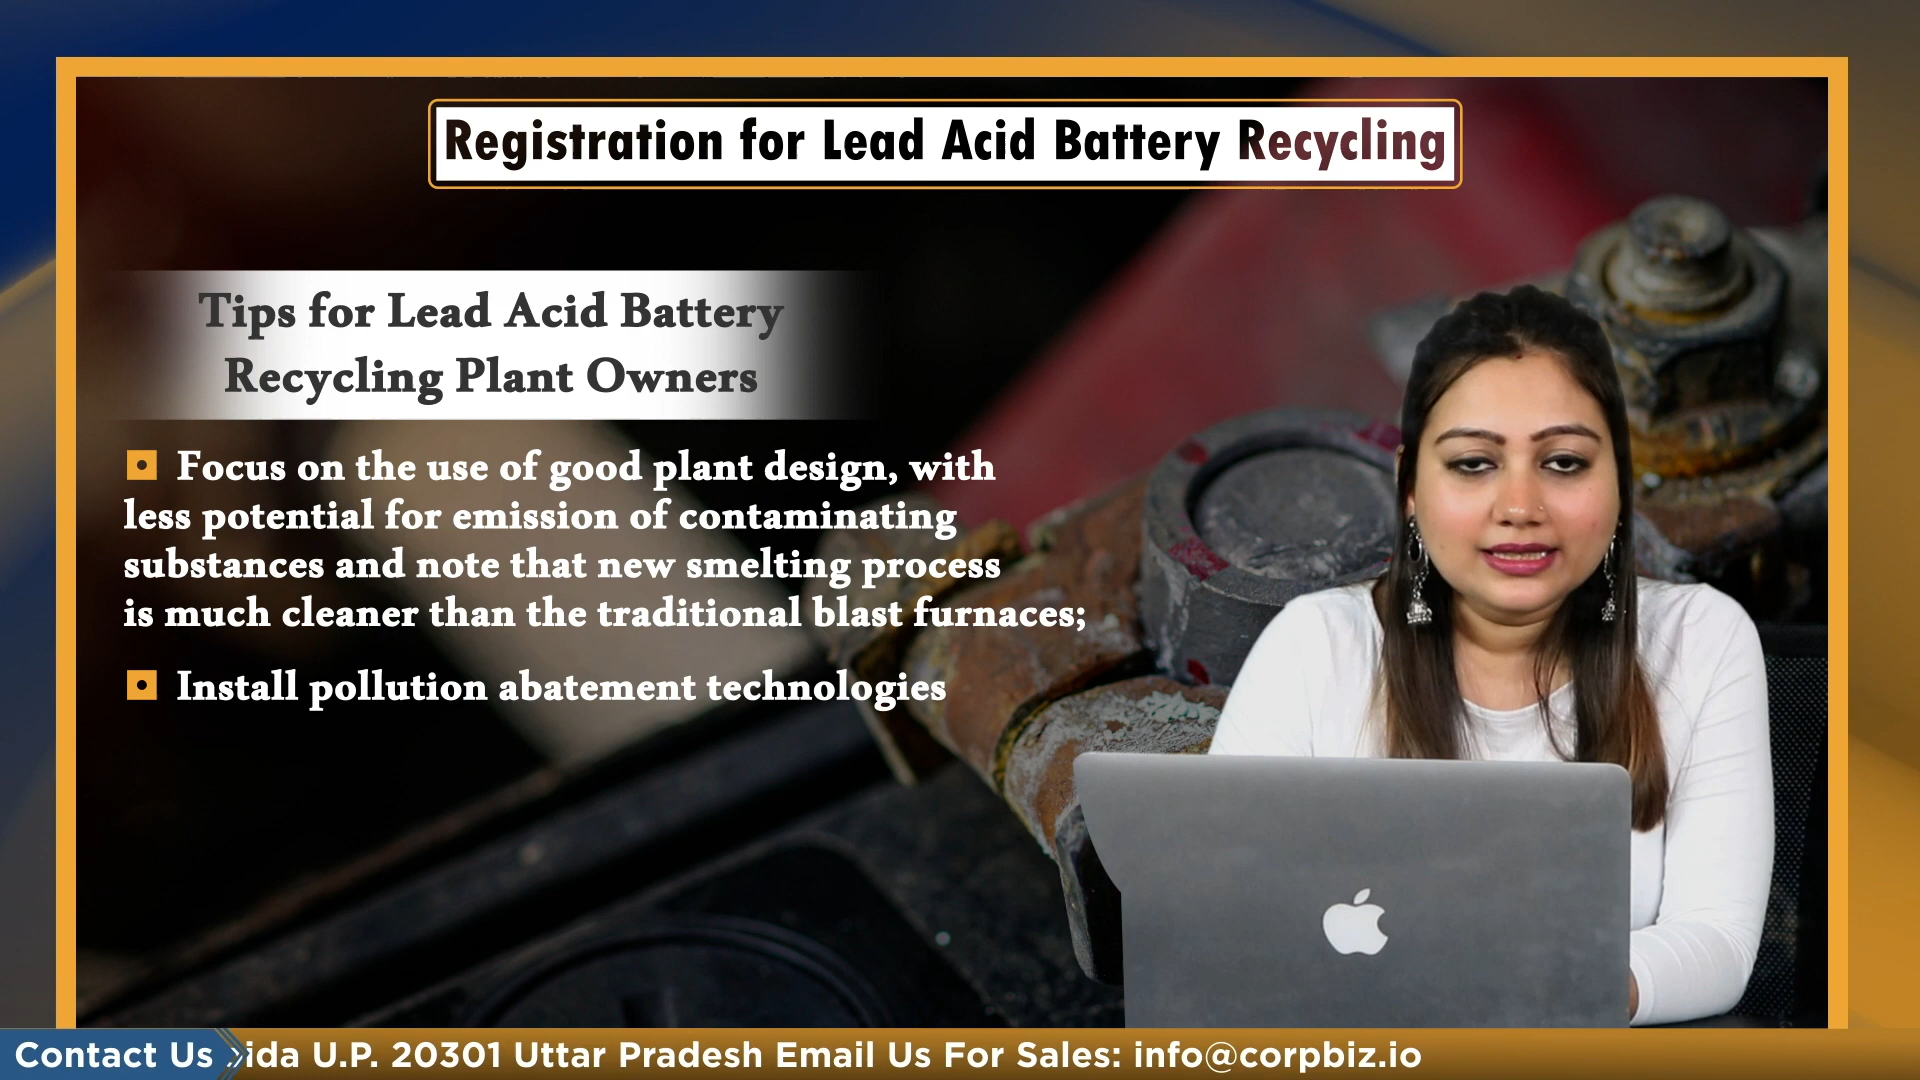 Registration for Lead Acid Battery Recycling
Tips for Lead Acid Battery
Recycling Plant Owners
Focus on the use of good plant design, with
less potential for emission of contaminating
substances and note that new smelting process
is much cleaner than the traditional blast furnaces;
Install pollution abatement technologies
Contact Us
ida U.P. 20301 Uttar Pradesh Email Us For Sales: info@corpbiz.io